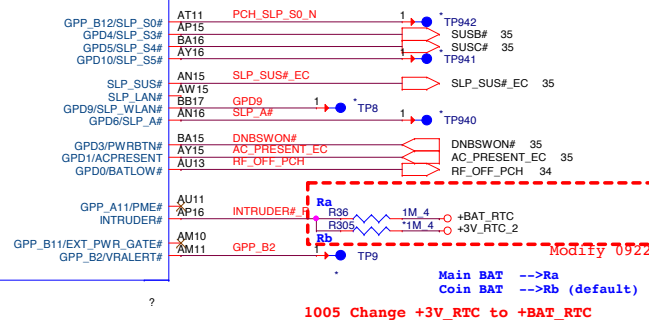 GPP_B12/SLP_S0# AT11 PCH_SLP_S0_N 1 * TP942
GPD4/SLP_S3# AP15 SUSB# 35
GPD5/SLP_S4# BA16 SUSC# 35
GPD10/SLP_S5# AY16 1 * TP941
SLP_SUS# AN15 SLP_SUS#_EC SLP_SUS#_EC 35
SLP_LAN# AW15
GPD9/SLP_WLAN# BB17 GPD9 1 * TP8
GPD6/SLP_A# AN16 SLP_A# 1 * TP940
GPD3/PWRBTN# BA15 DNBSWON# DNBSWON# 35
GPD1/ACPRESENT AY15 AC_PRESENT_EC AC_PRESENT_EC 35
GPD0/BATLOW# AU13 RF_OFF_PCH RF_OFF_PCH 34
GPP_A11/PME# AU11
Ra
INTRUDER# AP16 INTRUDER#_R R36 1M_4 +BAT_RTC
R305 *1M_4 +3V_RTC_2
Rb
GPP_B11/EXT_PWR_GATE# AM10
GPP_B2/VRALERT# AM11 GPP_B2 1 TP9
*
Modify 0922
Main BAT -->Ra
Coin BAT -->Rb (default)
?
1005 Change +3V_RTC to +BAT_RTC